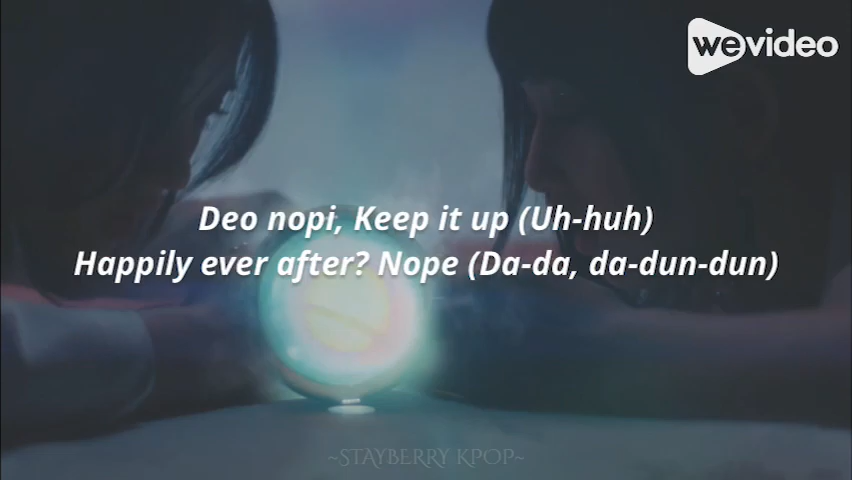 wevideo
Deo nopi, Keep it up (Uh-huh)
Happily ever after? Nope (Da-da, da-dun-dun)
~STAYBERRY KPOP~